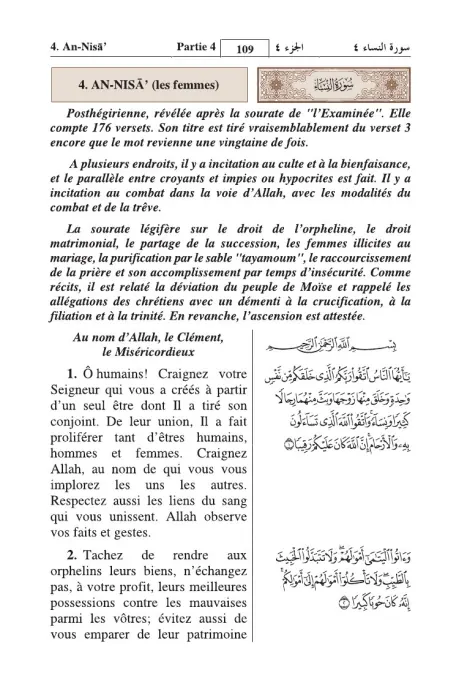 4. An-Nisā’ Partie 4 109 الجزء ٤ سورة النساء ٤
4. AN-NISĀ’ (les femmes)
سُورَةُ النِّسَاءِ
Posthégirienne, révélée après la sourate de "l’Examinée". Elle
compte 176 versets. Son titre est tiré vraisemblablement du verset 3
encore que le mot revienne une vingtaine de fois.
A plusieurs endroits, il y a incitation au culte et à la bienfaisance,
et le parallèle entre croyants et impies ou hypocrites est fait. Il y a
incitation au combat dans la voie d’Allah, avec les modalités du
combat et de la trêve.
La sourate légifère sur le droit de l’orpheline, le droit
matrimonial, le partage de la succession, les femmes illicites au
mariage, la purification par le sable "tayamoum", le raccourcissement
de la prière et son accomplissement par temps d’insécurité. Comme
récits, il est relaté la déviation du peuple de Moïse et rappelé les
allégations des chrétiens avec un démenti à la crucifixion, à la
filiation et à la trinité. En revanche, l’ascension est attestée.
Au nom d’Allah, le Clément,
le Miséricordieux
1. Ô humains! Craignez votre
Seigneur qui vous a créés à partir
d’un seul être dont Il a tiré son
conjoint. De leur union, Il a fait
proliférer tant d’êtres humains,
hommes et femmes. Craignez
Allah, au nom de qui vous vous
implorez les uns les autres.
Respectez aussi les liens du sang
qui vous unissent. Allah observe
vos faits et gestes.
2. Tachez de rendre aux
orphelins leurs biens, n’échangez
pas, à votre profit, leurs meilleures
possessions contre les mauvaises
parmi les vôtres; évitez aussi de
vous emparer de leur patrimoine
بِسْمِ ٱللَّهِ ٱلرَّحْمَٰنِ ٱلرَّحِيمِ
يَٰٓأَيُّهَا ٱلنَّاسُ ٱتَّقُوا۟ رَبَّكُمُ ٱلَّذِى خَلَقَكُم مِّن نَّفْسٍ
وَٰحِدَةٍ وَخَلَقَ مِنْهَا زَوْجَهَا وَبَثَّ مِنْهُمَا رِجَالًا
كَثِيرًا وَنِسَآءً ۚ وَٱتَّقُوا۟ ٱللَّهَ ٱلَّذِى تَسَآءَلُونَ
بِهِۦ وَٱلْأَرْحَامَ ۚ إِنَّ ٱللَّهَ كَانَ عَلَيْكُمْ رَقِيبًا ١
وَءَاتُوا۟ ٱلْيَتَٰمَىٰٓ أَمْوَٰلَهُمْ ۖ وَلَا تَتَبَدَّلُوا۟ ٱلْخَبِيثَ
بِٱلطَّيِّبِ ۖ وَلَا تَأْكُلُوٓا۟ أَمْوَٰلَهُمْ إِلَىٰٓ أَمْوَٰلِكُمْ ۚ
إِنَّهُۥ كَانَ حُوبًا كَبِيرًا ٢